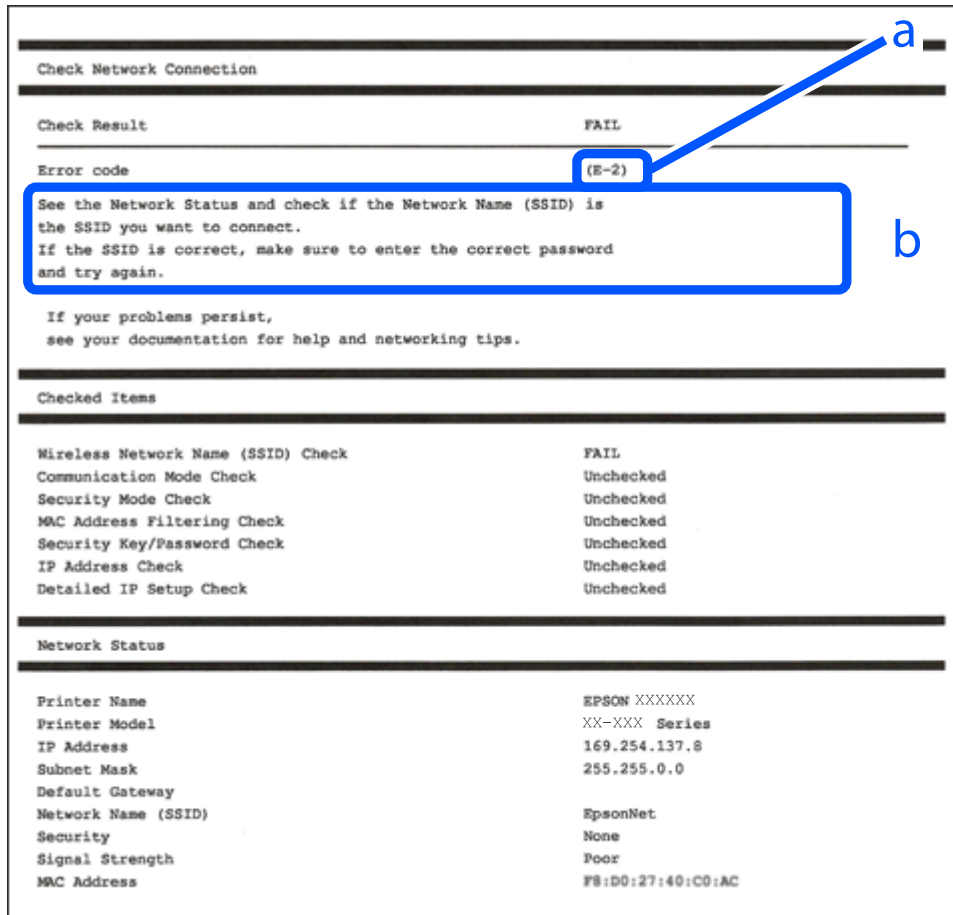 a
Check Network Connection
Check Result FAIL
Error code (E-2)
See the Network Status and check if the Network Name (SSID) is
the SSID you want to connect.
If the SSID is correct, make sure to enter the correct password
and try again.
b
If your problems persist,
see your documentation for help and networking tips.
Checked Items
Wireless Network Name (SSID) Check FAIL
Communication Mode Check Unchecked
Security Mode Check Unchecked
MAC Address Filtering Check Unchecked
Security Key/Password Check Unchecked
IP Address Check Unchecked
Detailed IP Setup Check Unchecked
Network Status
Printer Name EPSON XXXXXX
Printer Model XX-XXX Series
IP Address 169.254.137.8
Subnet Mask 255.255.0.0
Default Gateway
Network Name (SSID) EpsonNet
Security None
Signal Strength Poor
MAC Address F8:D0:27:40:C0:AC